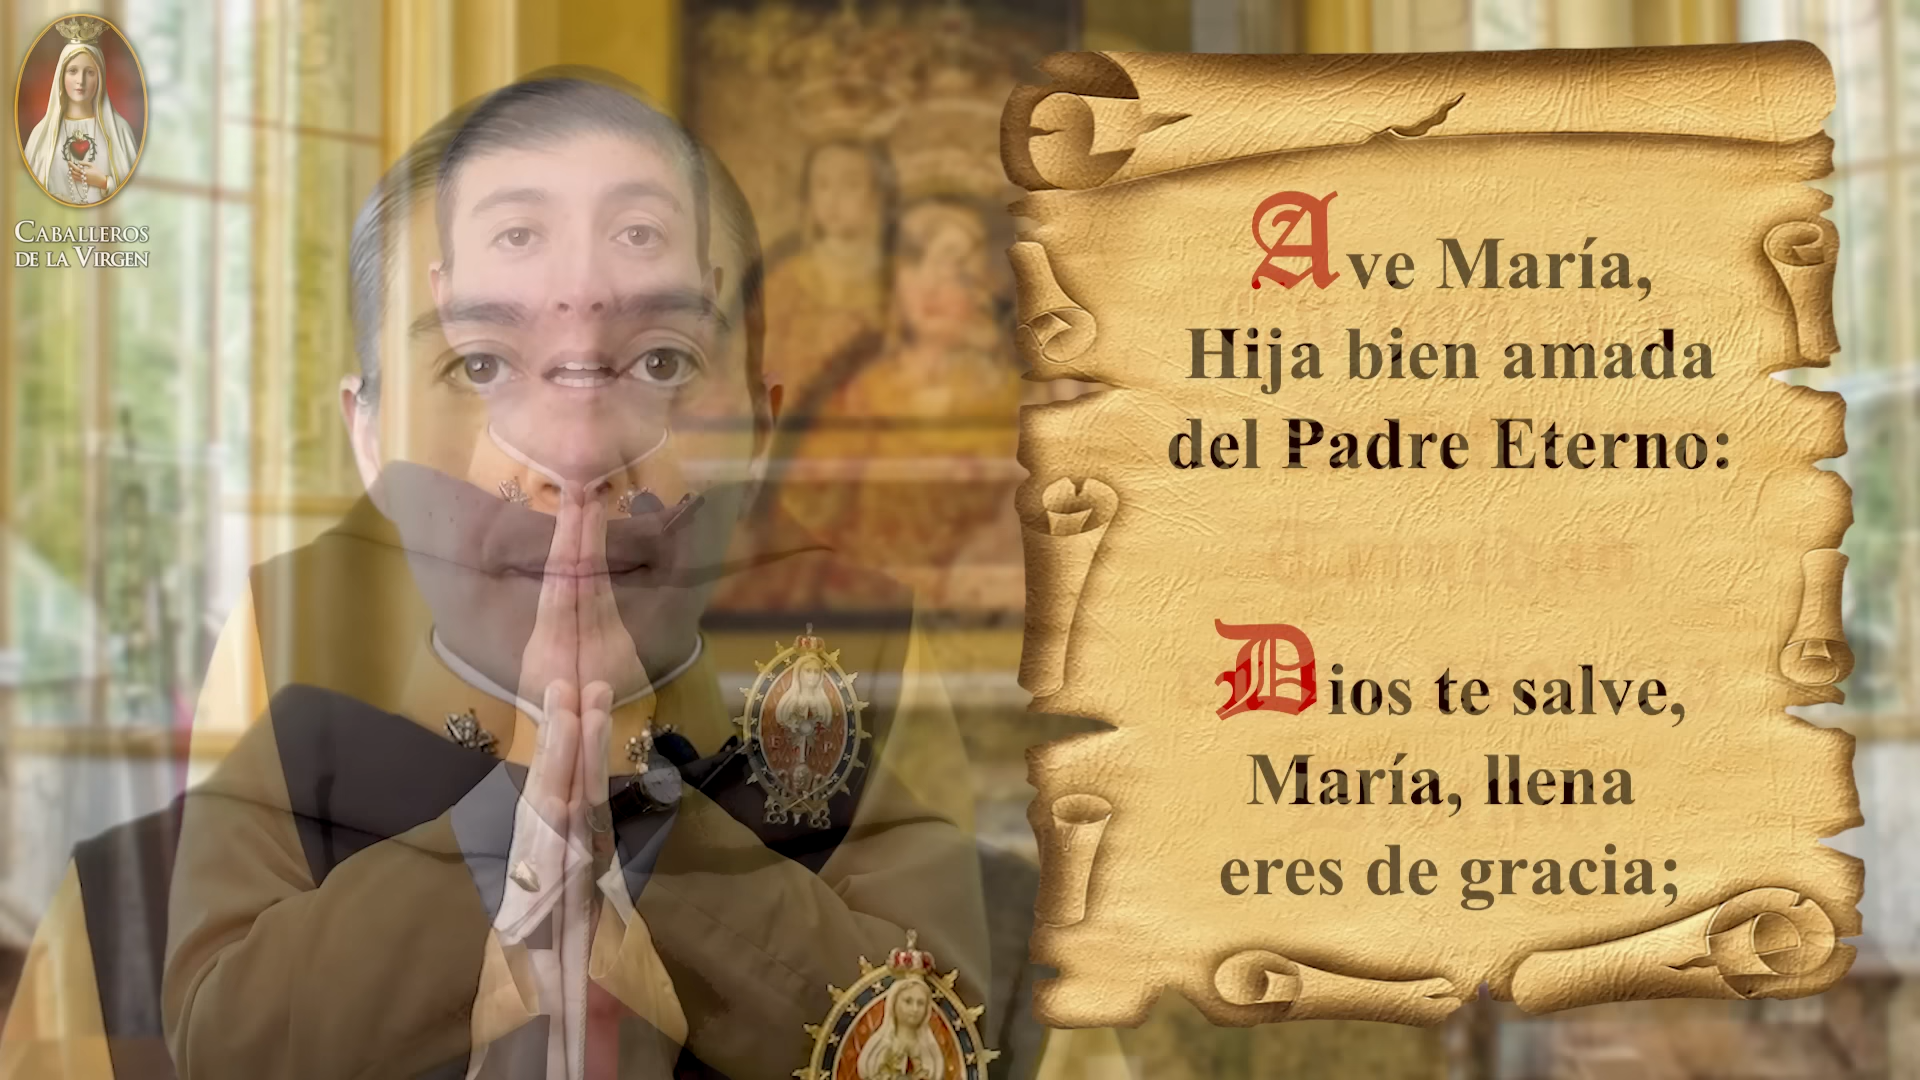 CABALLEROS
DE LA VIRGEN
Ave María,
Hija bien amada
del Padre Eterno:
Dios te salve,
María, llena
eres de gracia;